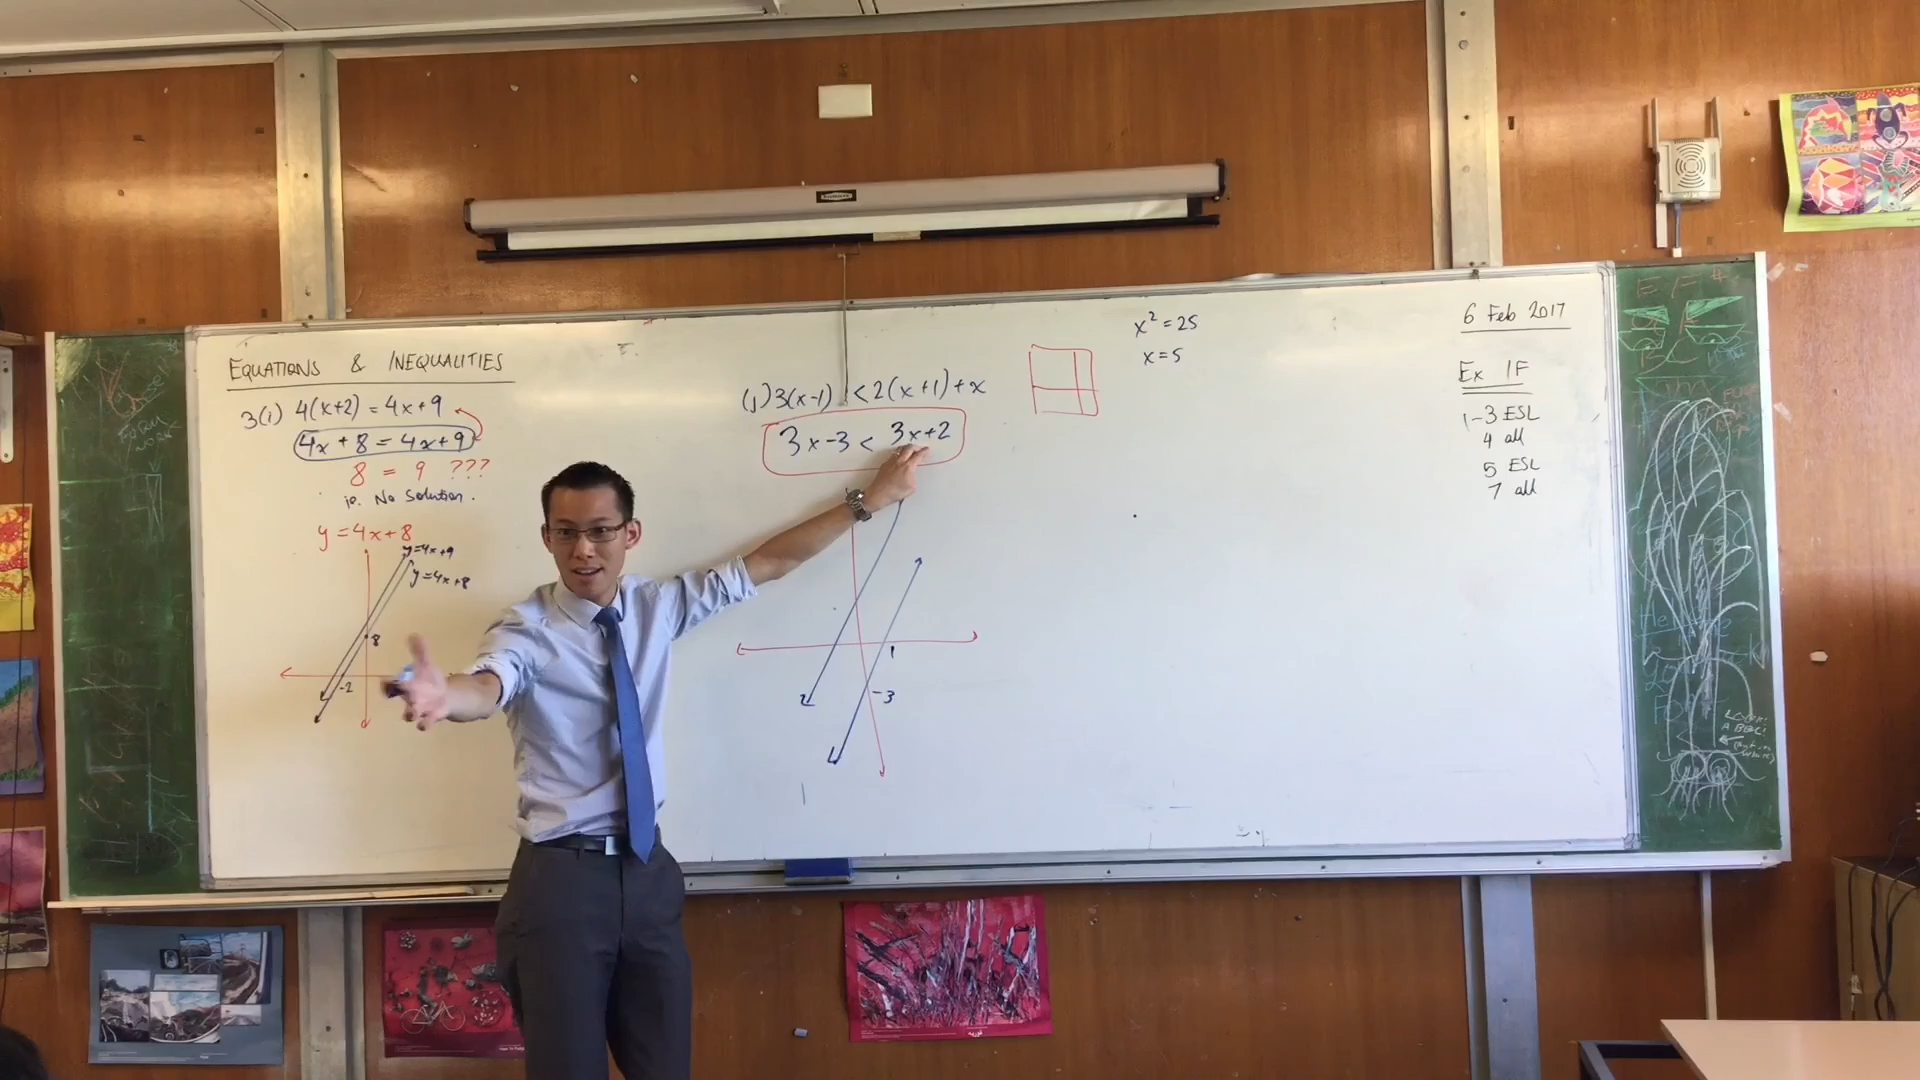 EQUATIONS & INEQUALITIES
3(i) 4(x+2) = 4x+9
4x + 8 = 4x+9
8 = 9 ???
ie. No Solution.
y = 4x+8
y=4x+9
y=4x+8
8
-2
(j) 3(x-1) < 2(x+1)+x
3x-3 < 3x+2
1
-3
x² = 25
x = 5
6 Feb 2017
Ex 1F
1-3 ESL
4 all
5 ESL
7 all